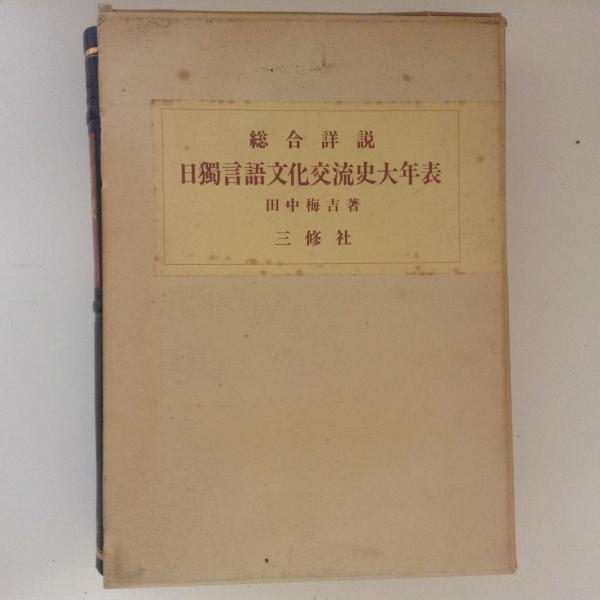 総合詳説
日獨言語文化交流史大年表
田中梅吉著
三修社